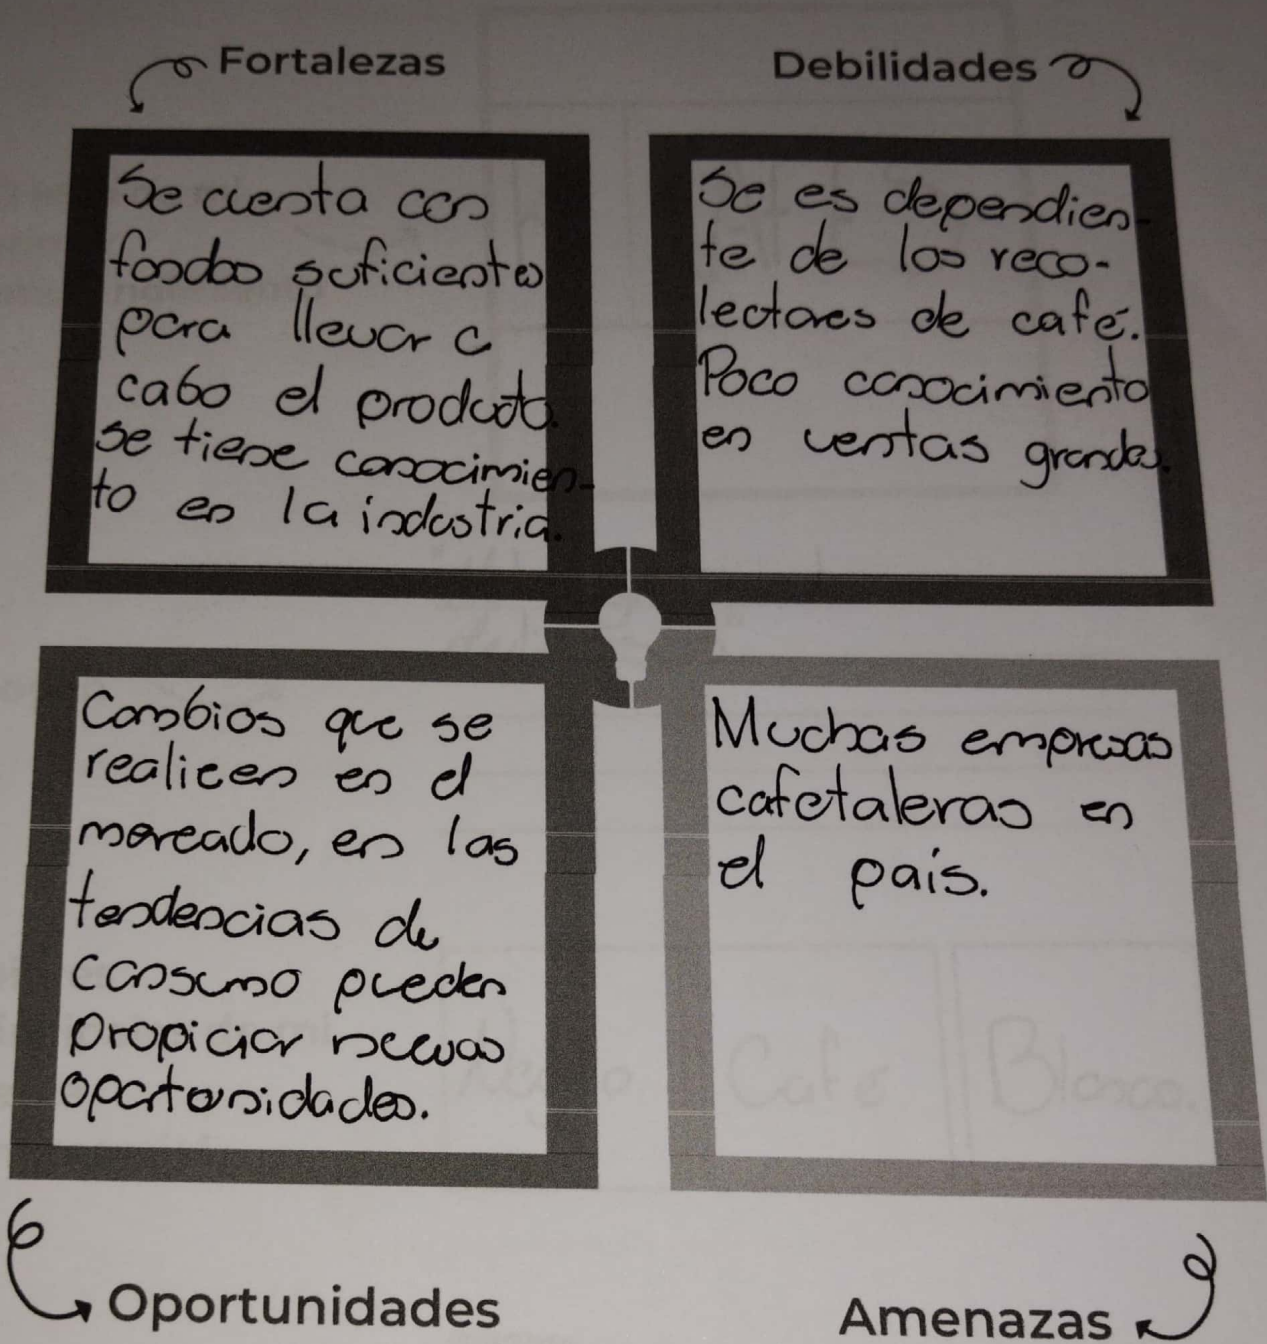 Fortalezas
Se cuenta con
fondos suficientes
para llevar a
cabo el producto.
se tiene conocimien-
to en la industria.
Debilidades
Se es dependien-
te de los reco-
lectores de café.
Poco conocimiento
en ventas grandes.
Cambios que se
realicen en el
mercado, en las
tendencias de
consumo pueden
propiciar nuevas
oportunidades.
Oportunidades
Muchas empresas
cafetaleras en
el país.
Amenazas
Café
Blanco.